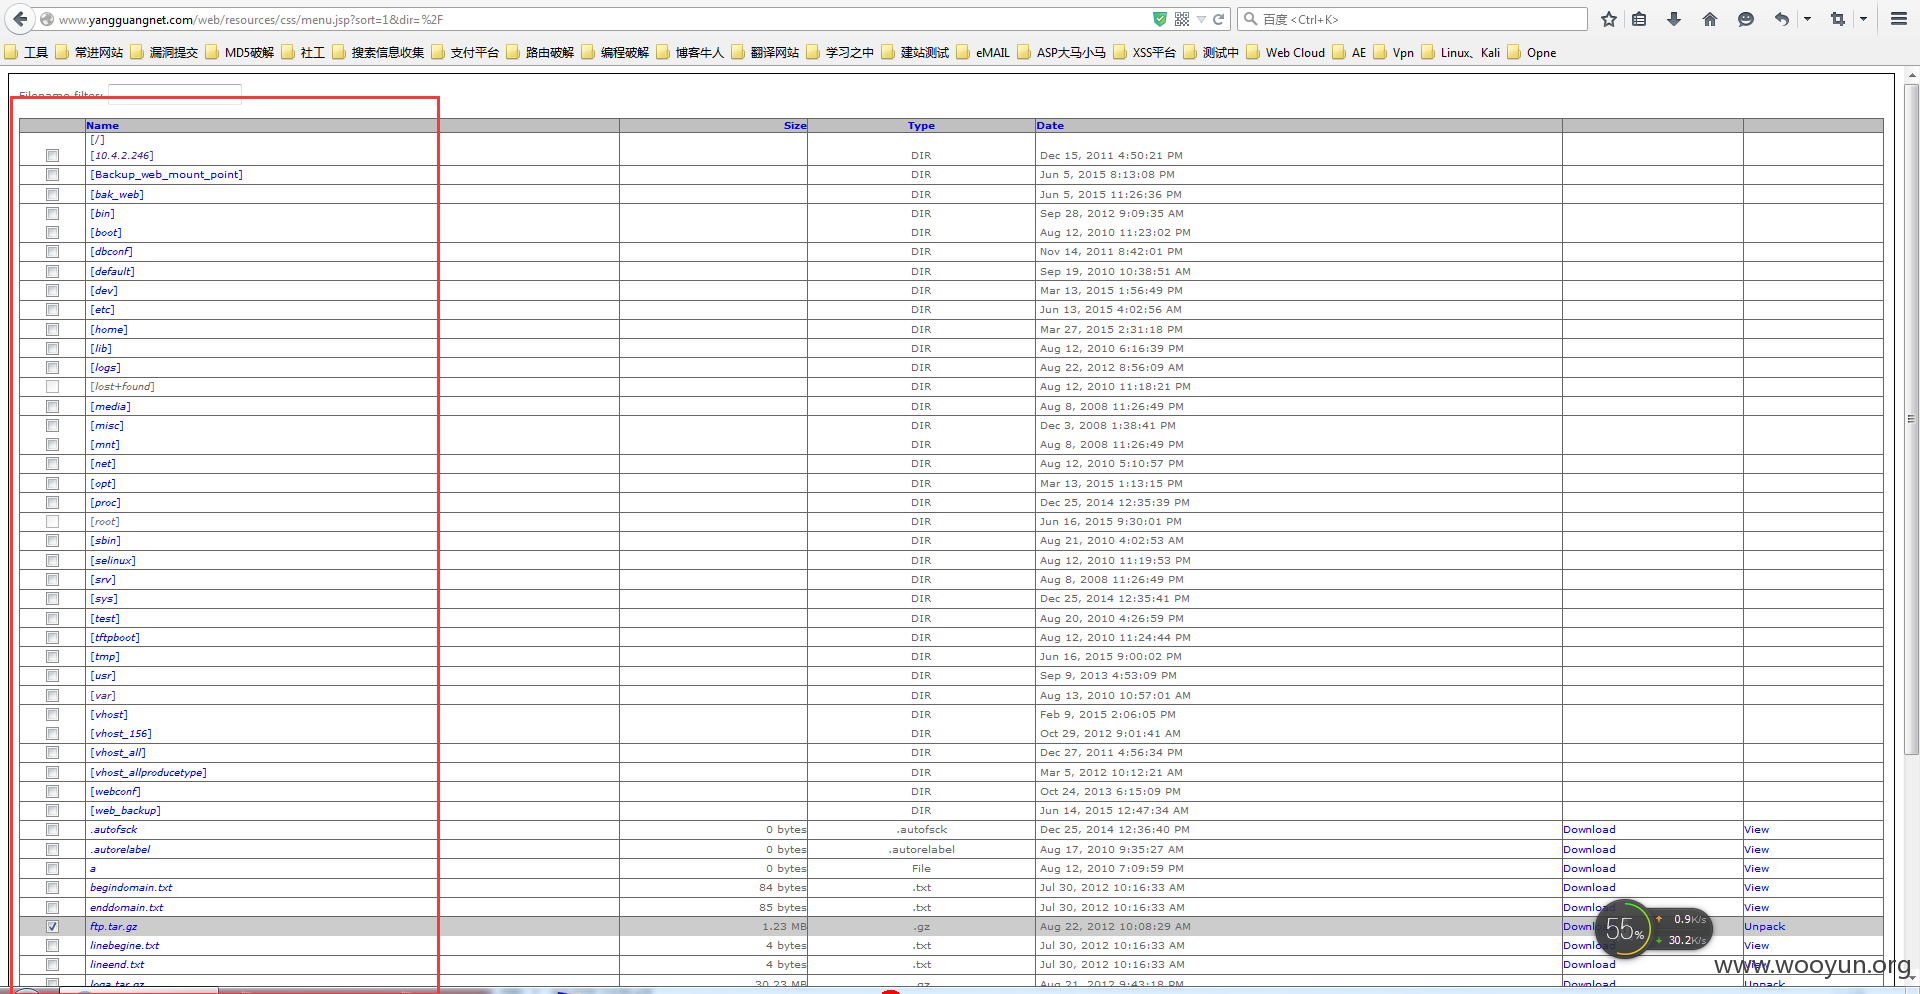 www.yangguangnet.com/web/resources/css/menu.jsp?sort=1&dir=%2F
百度 <Ctrl+K>
工具 常进网站 漏洞提交 MD5破解 社工 搜索信息收集 支付平台 路由破解 编程破解 博客牛人 翻译网站 学习之中 建站测试 eMAIL ASP大马小马 XSS平台 测试中 Web Cloud AE Vpn Linux、Kali Opne
Filename filter:
Name Size Type Date
[/]
[10.4.2.246] DIR Dec 15, 2011 4:50:21 PM
[Backup_web_mount_point] DIR Jun 5, 2015 8:13:08 PM
[bak_web] DIR Jun 5, 2015 11:26:36 PM
[bin] DIR Sep 28, 2012 9:09:35 AM
[boot] DIR Aug 12, 2010 11:23:02 PM
[dbconf] DIR Nov 14, 2011 8:42:01 PM
[default] DIR Sep 19, 2010 10:38:51 AM
[dev] DIR Mar 13, 2015 1:56:49 PM
[etc] DIR Jun 13, 2015 4:02:56 AM
[home] DIR Mar 27, 2015 2:31:18 PM
[lib] DIR Aug 12, 2010 6:16:39 PM
[logs] DIR Aug 22, 2012 8:56:09 AM
[lost+found] DIR Aug 12, 2010 11:18:21 PM
[media] DIR Aug 8, 2008 11:26:49 PM
[misc] DIR Dec 3, 2008 1:38:41 PM
[mnt] DIR Aug 8, 2008 11:26:49 PM
[net] DIR Aug 12, 2010 5:10:57 PM
[opt] DIR Mar 13, 2015 1:13:15 PM
[proc] DIR Dec 25, 2014 12:35:39 PM
[root] DIR Jun 16, 2015 9:30:01 PM
[sbin] DIR Aug 21, 2010 4:02:53 AM
[selinux] DIR Aug 12, 2010 11:19:53 PM
[srv] DIR Aug 8, 2008 11:26:49 PM
[sys] DIR Dec 25, 2014 12:35:41 PM
[test] DIR Aug 20, 2010 4:26:59 PM
[tftpboot] DIR Aug 12, 2010 11:24:44 PM
[tmp] DIR Jun 16, 2015 9:00:02 PM
[usr] DIR Sep 9, 2013 4:53:09 PM
[var] DIR Aug 13, 2010 10:57:01 AM
[vhost] DIR Feb 9, 2015 2:06:05 PM
[vhost_156] DIR Oct 29, 2012 9:01:41 AM
[vhost_all] DIR Dec 27, 2011 4:56:34 PM
[vhost_allproducetype] DIR Mar 5, 2012 10:12:21 AM
[webconf] DIR Oct 24, 2013 6:15:09 PM
[web_backup] DIR Jun 14, 2015 12:47:34 AM
.autofsck 0 bytes .autofsck Dec 25, 2014 12:36:40 PM Download View
.autorelabel 0 bytes .autorelabel Aug 17, 2010 9:35:27 AM Download View
a 0 bytes File Aug 12, 2010 7:09:59 PM Download View
begindomain.txt 84 bytes .txt Jul 30, 2012 10:16:33 AM Download View
enddomain.txt 85 bytes .txt Jul 30, 2012 10:16:33 AM Download View
ftp.tar.gz 1.23 MB .gz Aug 22, 2012 10:08:29 AM Download Unpack
linebegine.txt 4 bytes .txt Jul 30, 2012 10:16:33 AM Download View
lineend.txt 4 bytes .txt Jul 30, 2012 10:16:33 AM Download View
loga.tar.gz 30.23 MB .gz Aug 21, 2012 9:43:18 PM Download Unpack
55% 0.9K/s
30.2K/s
www.wooyun.org